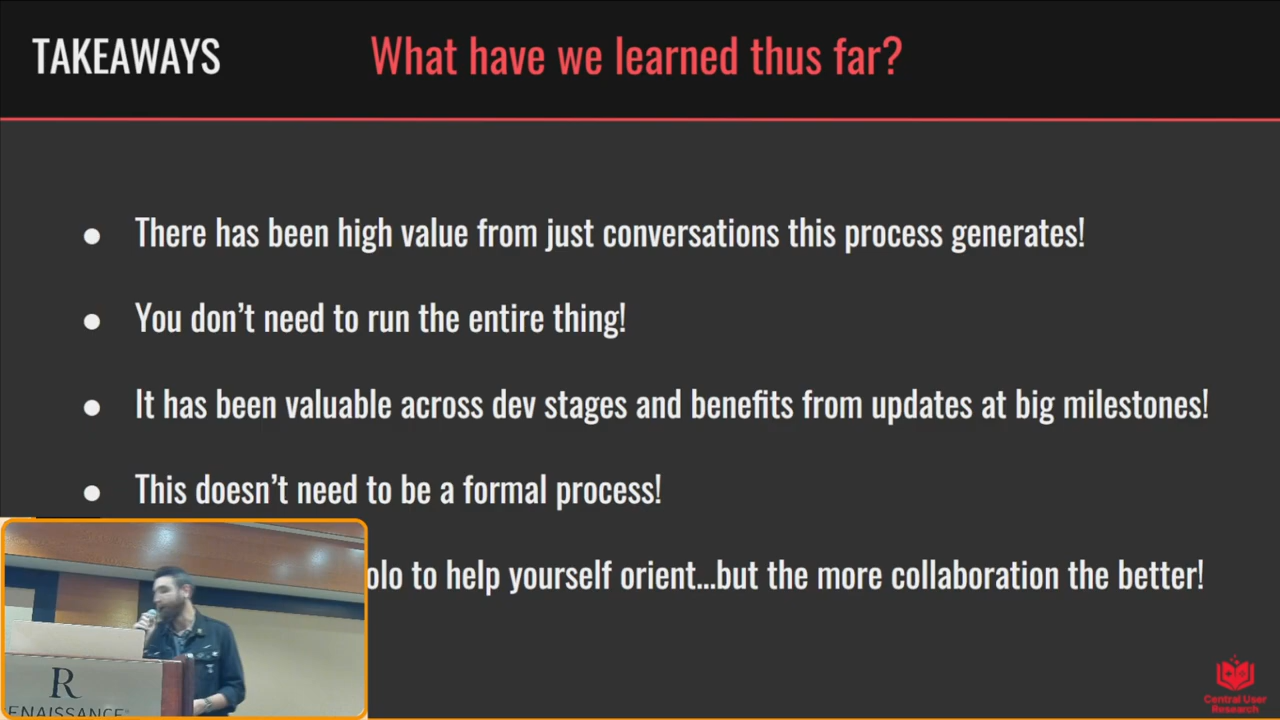 TAKEAWAYS
What have we learned thus far?
There has been high value from just conversations this process generates!
You don't need to run the entire thing!
It has been valuable across dev stages and benefits from updates at big milestones!
This doesn't need to be a formal process!
to help yourself orient...but the more collaboration the better!
R
Central User
Research